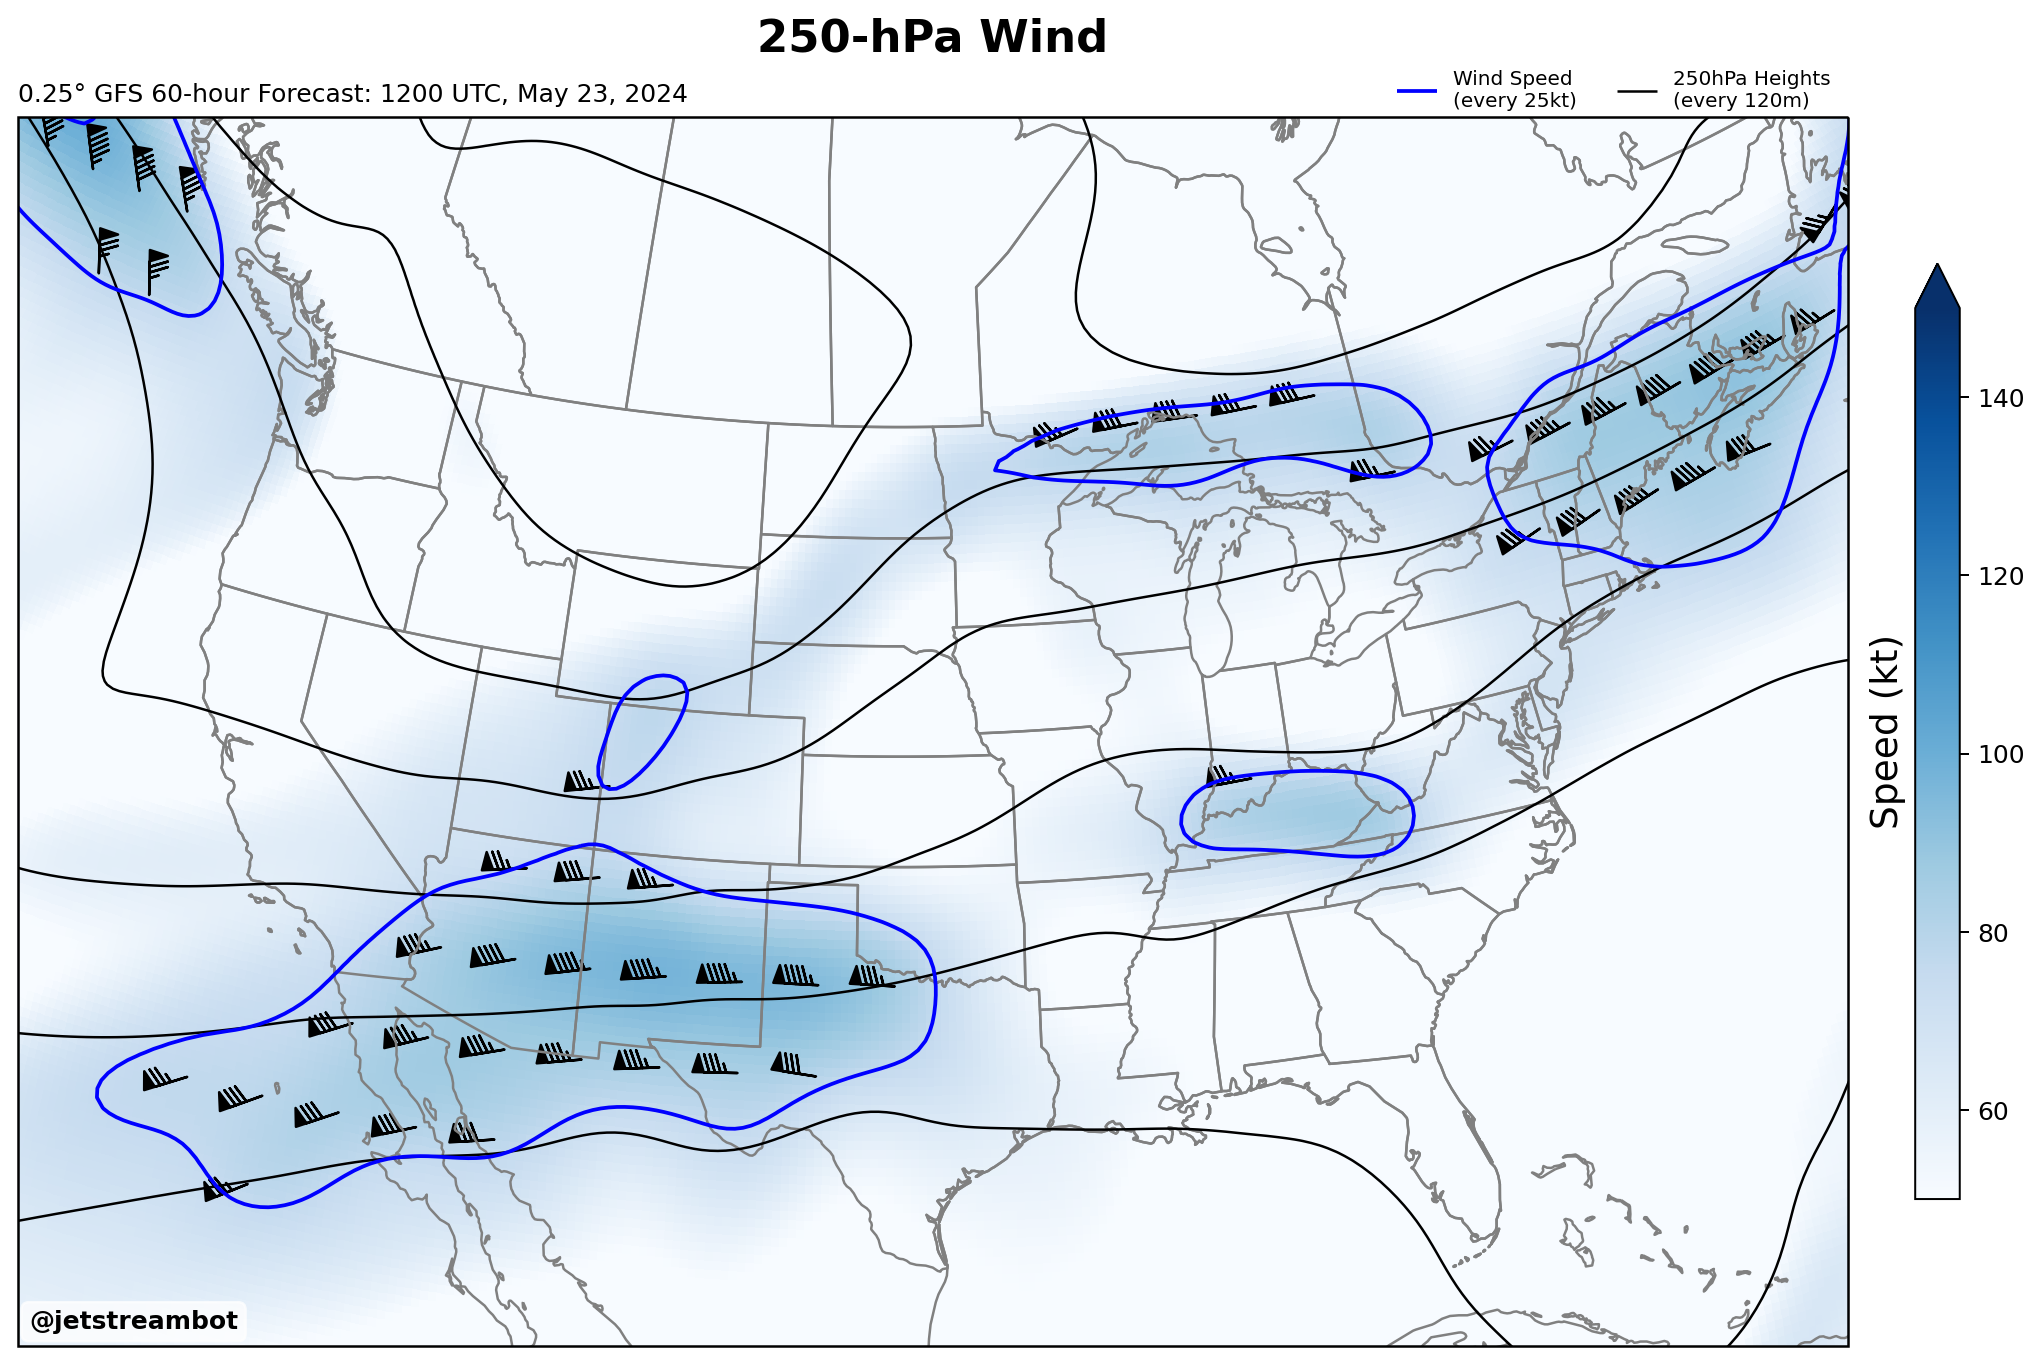 250-hPa Wind
0.25° GFS 60-hour Forecast: 1200 UTC, May 23, 2024
Wind Speed
(every 25kt)
250hPa Heights
(every 120m)
140
120
100
80
60
Speed (kt)
@jetstreambot